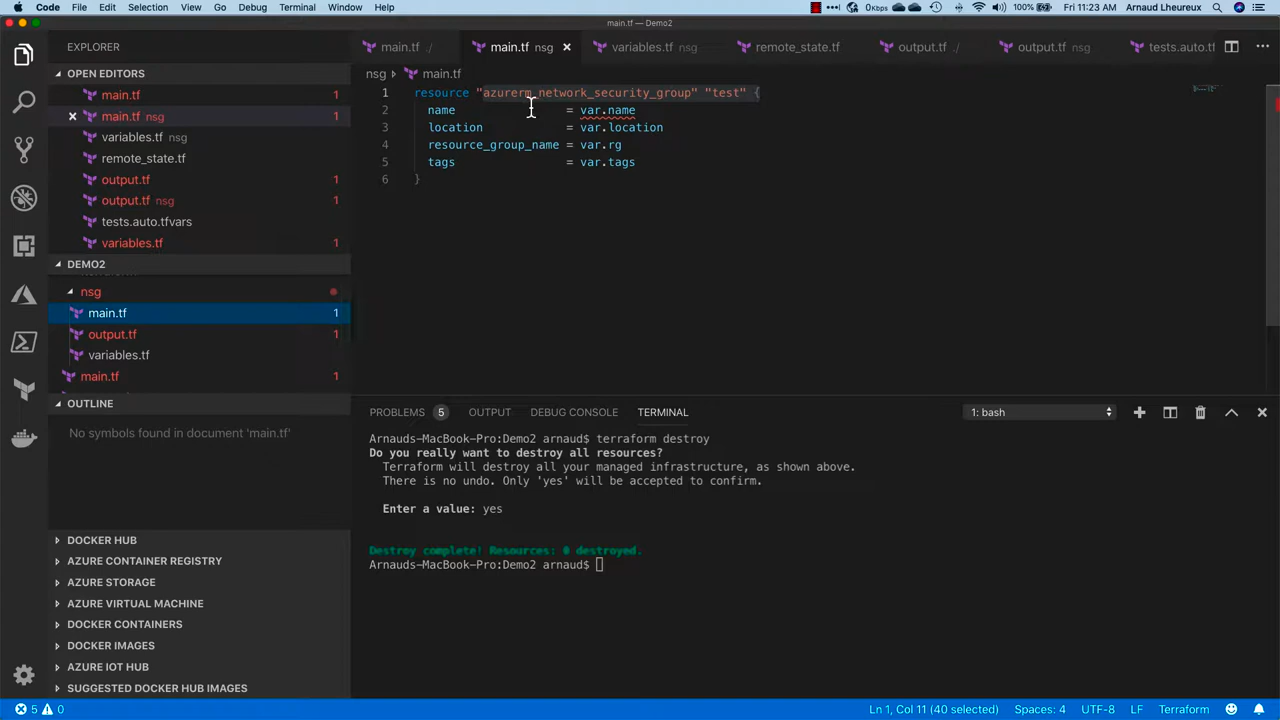 Code File Edit Selection View Go Debug Terminal Window Help 0Kbps 100% Fri 11:23 AM Arnaud Lheureux
main.tf — Demo2
EXPLORER
main.tf ./ main.tf nsg variables.tf nsg remote_state.tf output.tf ./ output.tf nsg tests.auto.tf
OPEN EDITORS
main.tf 1
main.tf nsg 1
variables.tf nsg
remote_state.tf
output.tf 1
output.tf nsg 1
tests.auto.tfvars
variables.tf 1
DEMO2
nsg
main.tf 1
output.tf 1
variables.tf
main.tf 1
OUTLINE
No symbols found in document 'main.tf'
DOCKER HUB
AZURE CONTAINER REGISTRY
AZURE STORAGE
AZURE VIRTUAL MACHINE
DOCKER CONTAINERS
DOCKER IMAGES
AZURE IOT HUB
SUGGESTED DOCKER HUB IMAGES
nsg main.tf
1 resource "azurerm_network_security_group" "test" {
2 name = var.name
3 location = var.location
4 resource_group_name = var.rg
5 tags = var.tags
6 }
PROBLEMS 5 OUTPUT DEBUG CONSOLE TERMINAL 1: bash
Arnauds-MacBook-Pro:Demo2 arnaud$ terraform destroy
Do you really want to destroy all resources?
Terraform will destroy all your managed infrastructure, as shown above.
There is no undo. Only 'yes' will be accepted to confirm.
Enter a value: yes
Destroy complete! Resources: 0 destroyed.
Arnauds-MacBook-Pro:Demo2 arnaud$
5 0 Ln 1, Col 11 (40 selected) Spaces: 4 UTF-8 LF Terraform